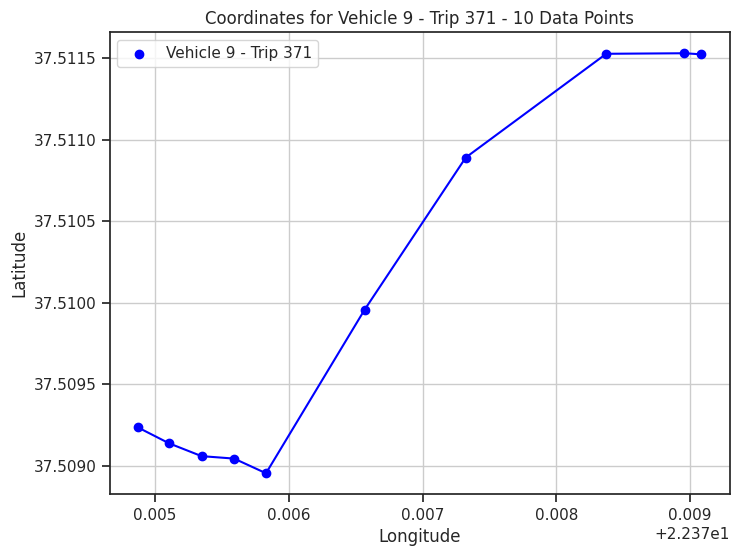 Coordinates for Vehicle 9 - Trip 371 - 10 Data Points
Vehicle 9 - Trip 371
37.5115
37.5110
37.5105
37.5100
37.5095
37.5090
Latitude
0.005 0.006 0.007 0.008 0.009
+2.237e1
Longitude